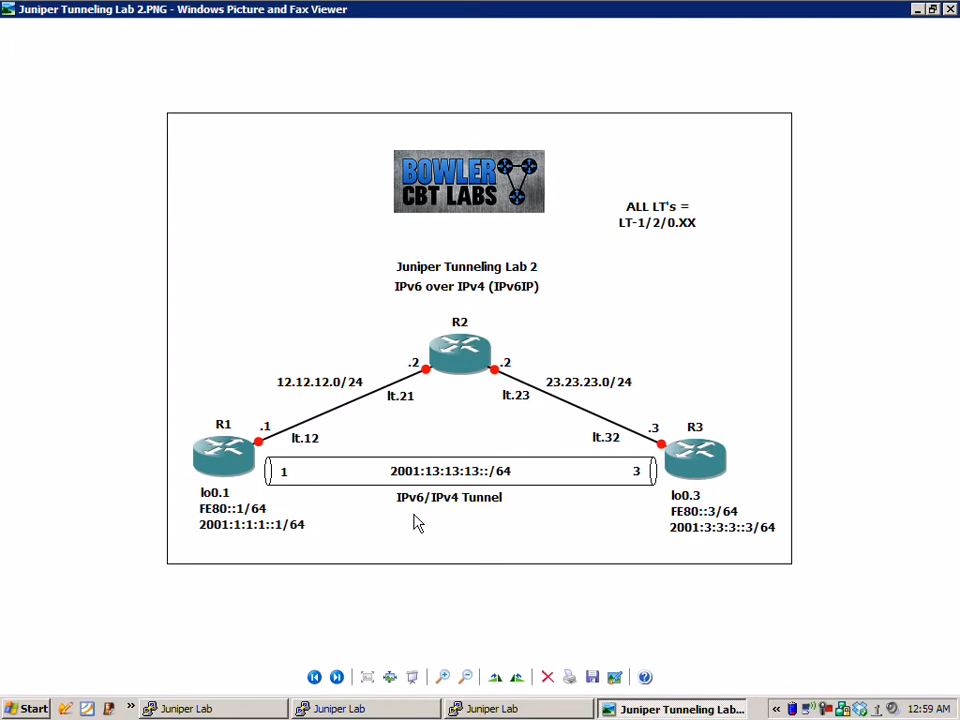 Juniper Tunneling Lab 2.PNG - Windows Picture and Fax Viewer
BOWLER
CBT LABS
ALL LT's =
LT-1/2/0.XX
Juniper Tunneling Lab 2
IPv6 over IPv4 (IPv6IP)
R2
.2
.2
12.12.12.0/24
23.23.23.0/24
lt.21
lt.23
R1
.1
.3
R3
lt.12
lt.32
1
2001:13:13:13::/64
3
IPv6/IPv4 Tunnel
lo0.1
FE80::1/64
2001:1:1:1::1/64
lo0.3
FE80::3/64
2001:3:3:3::3/64
Start
Juniper Lab
Juniper Lab
Juniper Lab
Juniper Tunneling Lab...
12:59 AM